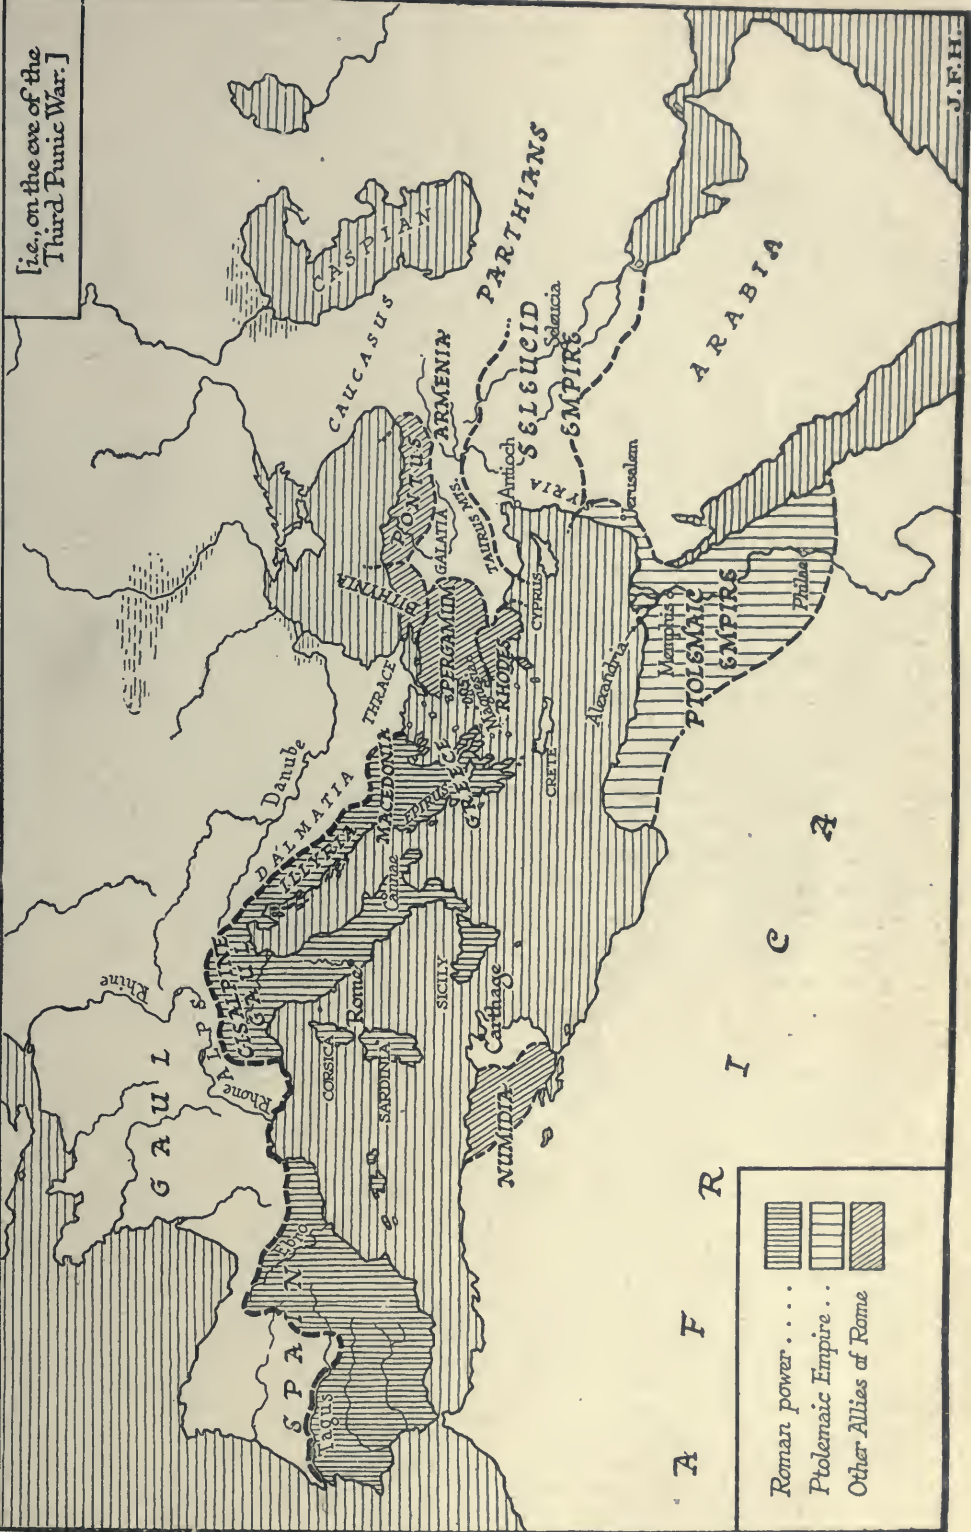 [i.e., on the eve of the
Third Punic War.]
GAUL
Rhine
ALPS
Rhone
CISALPINE
GAUL
Danube
DALMATIA
ILLYRIA
THRACE
MACEDONIA
EPIRUS
GREECE
CAUCASUS
CASPIAN
ARMENIA
PONTUS
BITHYNIA
GALATIA
PERGAMUM
Magnesia
TAURUS MTS.
RHODES
CYPRUS
CRETE
PARTHIANS
SELEUCID
EMPIRE
Seleucia
Antioch
SYRIA
Jerusalem
ARABIA
SPAIN
Ebro
Tagus
CORSICA
SARDINIA
Rome
Cannae
SICILY
Carthage
NUMIDIA
Alexandria
Memphis
PTOLEMAIC
EMPIRE
Philae
AFRICA
Roman power.....
Ptolemaic Empire..
Other Allies of Rome
J.F.H.